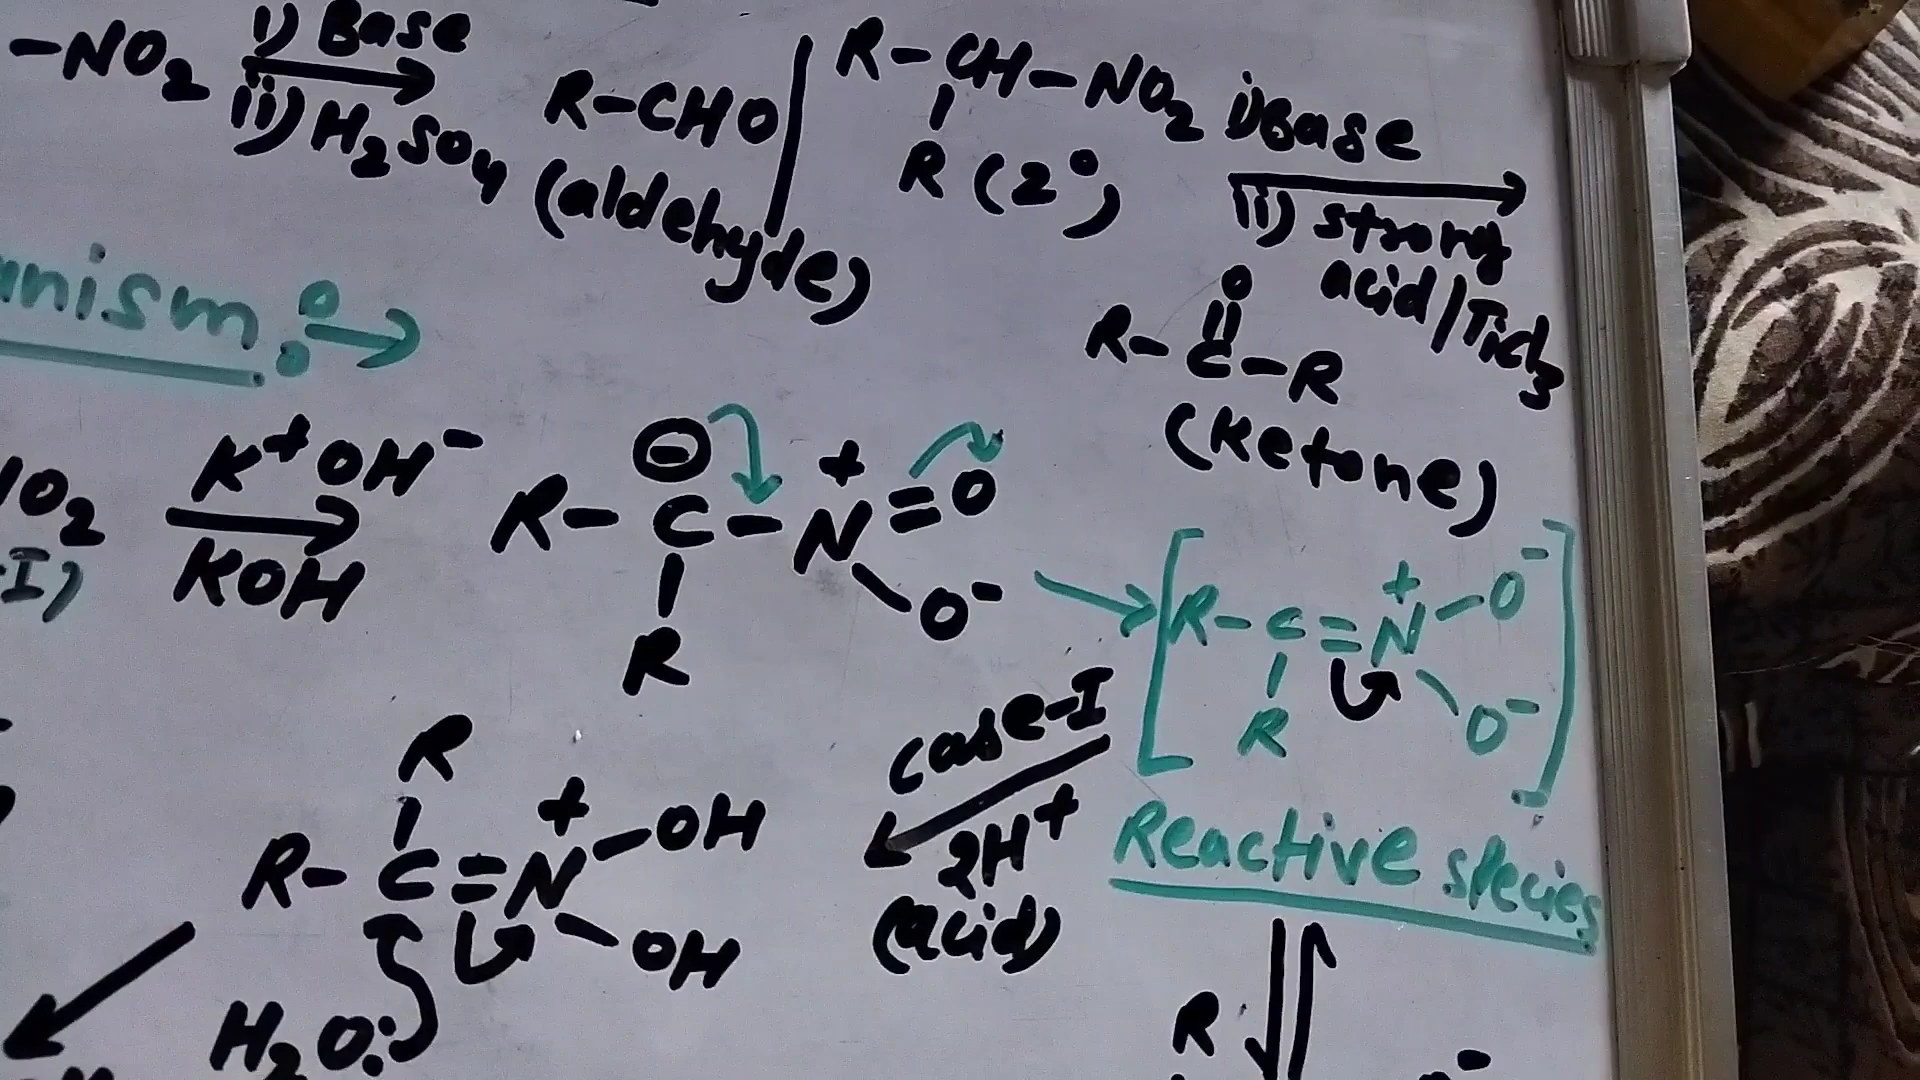 -NO2 i) Base ii) H2SO4 R-CHO (aldehyde)
R-CH-NO2 i) Base
R (2°)
ii) strong acid/TiCl3
O
R-C-R
(Ketone)
K+OH-
KOH
R-C-N+=O
O-
R
[R-C=N+-O-
O-
R ]
Reactive species
case-I
2H+
(acid)
R
R-C=N+-OH
OH
H2O:
R